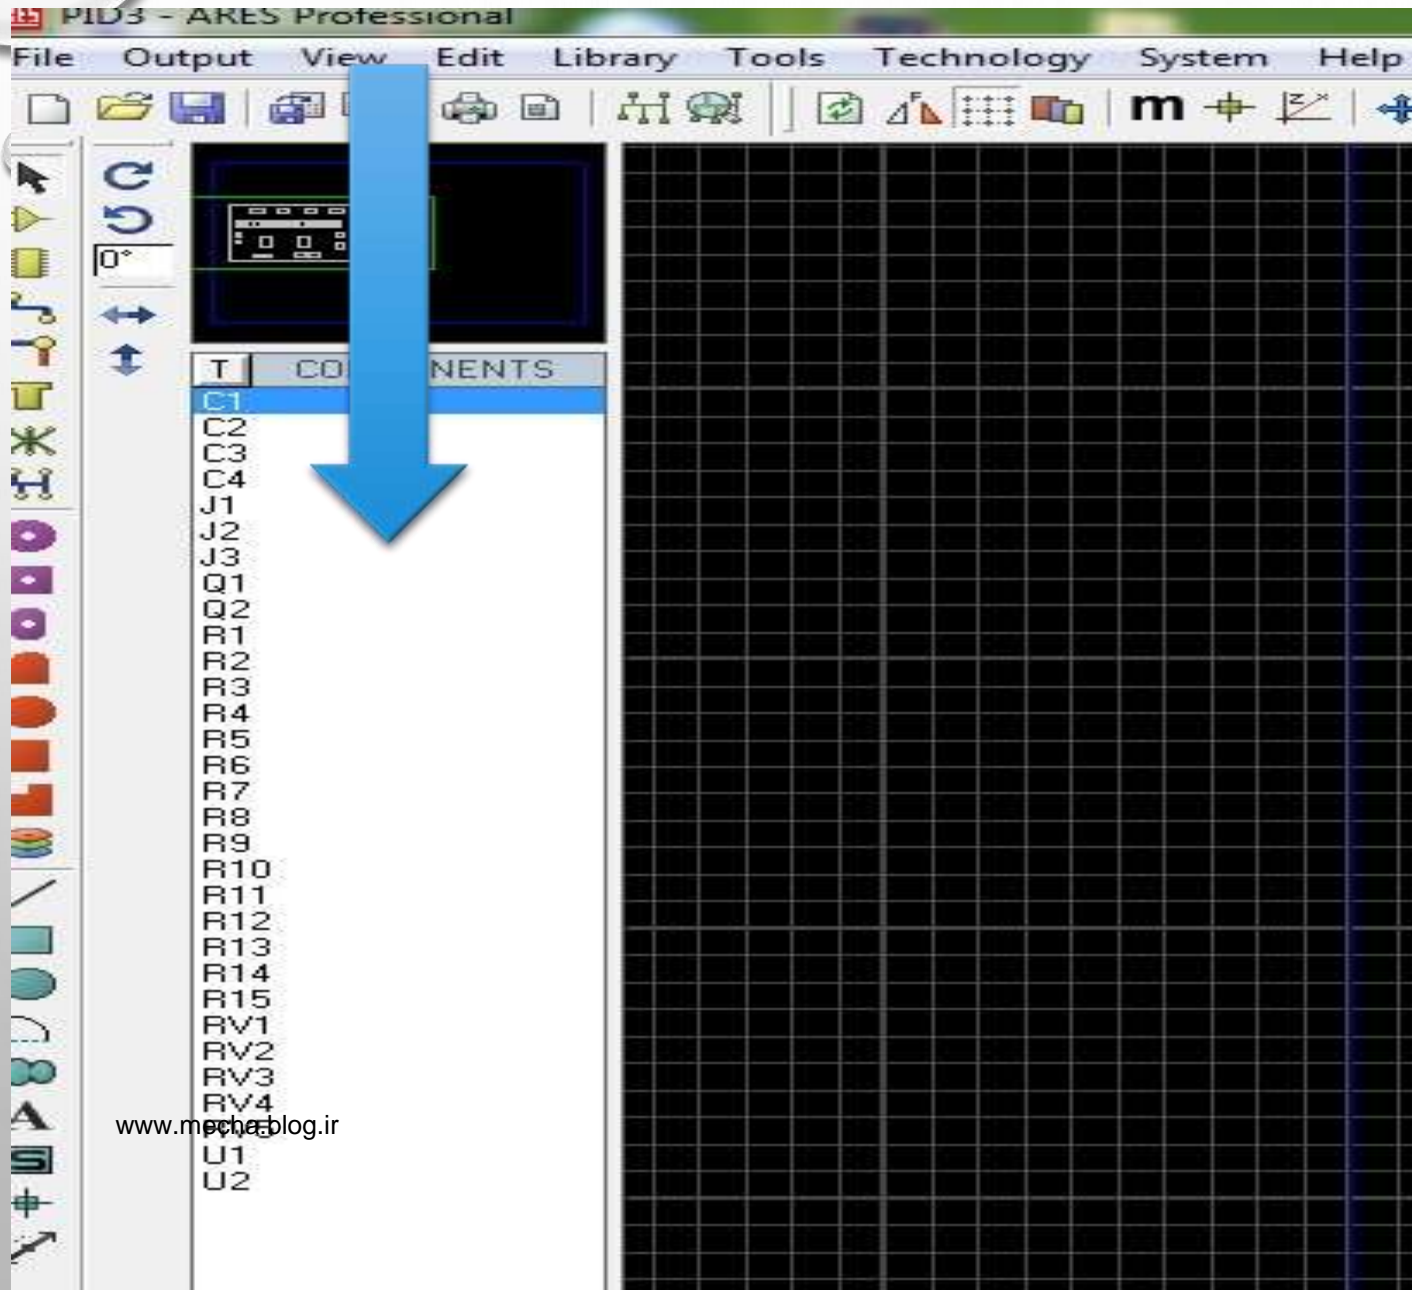 PID3 - ARES Professional
File Output View Edit Library Tools Technology System Help
m
0°
T COMPONENTS
C1
C2
C3
C4
J1
J2
J3
Q1
Q2
R1
R2
R3
R4
R5
R6
R7
R8
R9
R10
R11
R12
R13
R14
R15
RV1
RV2
RV3
RV4
RV5
www.mecha.blog.ir
U1
U2
A
S